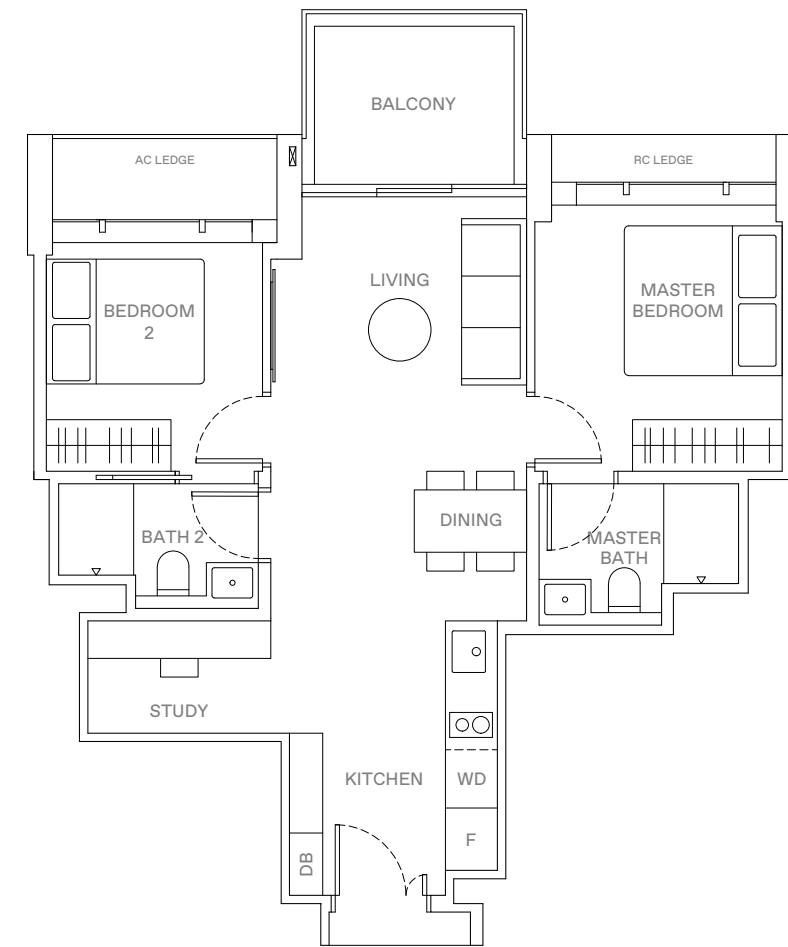 BALCONY
AC LEDGE
RC LEDGE
LIVING
BEDROOM
2
MASTER
BEDROOM
DINING
BATH 2
MASTER
BATH
STUDY
KITCHEN
WD
F
DB